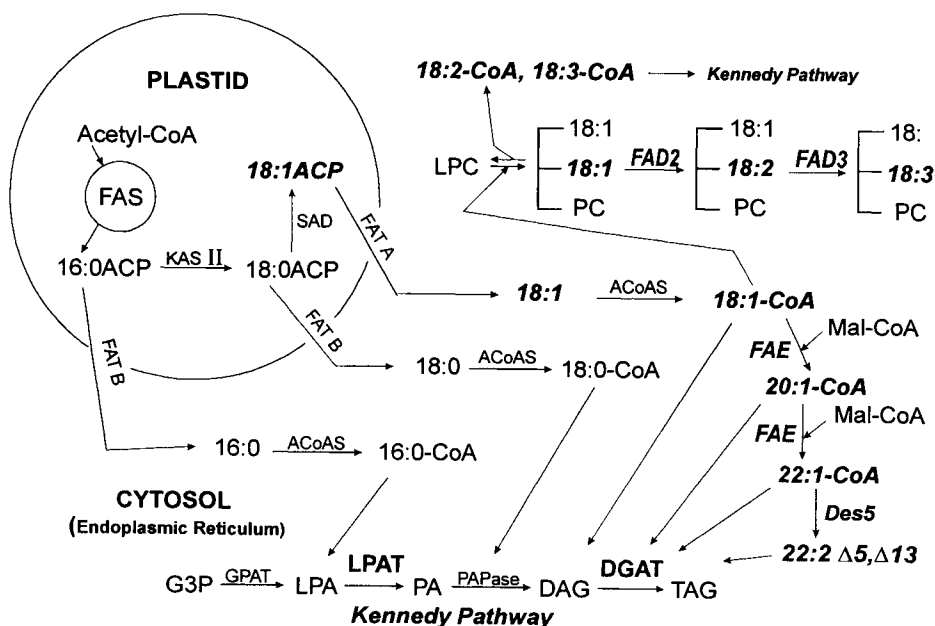 18:2-CoA, 18:3-CoA Kennedy Pathway
PLASTID
Acetyl-CoA
18:1 18:1 18:
18:1ACP LPC 18:1 FAD2 18:2 FAD3 18:3
FAS
PC PC PC
SAD FAT A
16:0ACP KAS II 18:0ACP
18:1 ACoAS 18:1-CoA
Mal-CoA
FAT B FAT B FAE
18:0 ACoAS 18:0-CoA 20:1-CoA
Mal-CoA
FAE
16:0 ACoAS 16:0-CoA
22:1-CoA
CYTOSOL
(Endoplasmic Reticulum)
Des5
22:2 Δ5,Δ13
G3P GPAT LPA LPAT PA PAPase DAG DGAT TAG
Kennedy Pathway